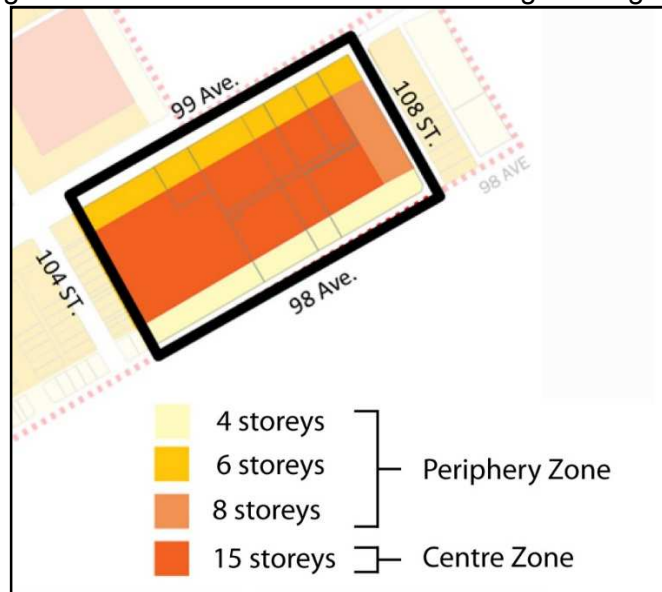 99 Ave.
108 ST.
98 AVE
104 ST.
98 Ave.
4 storeys
6 storeys
Periphery Zone
8 storeys
15 storeys
Centre Zone